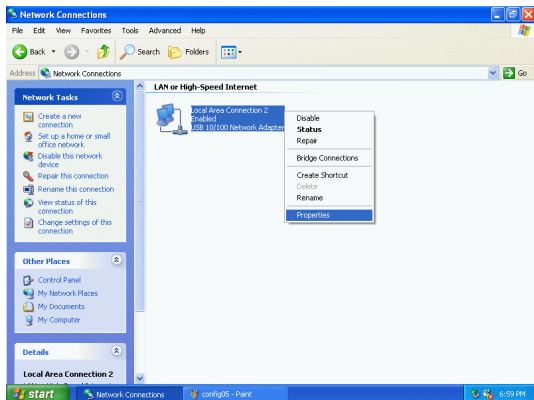 Network Connections
File Edit View Favorites Tools Advanced Help
Back Search Folders
Address Network Connections Go
Network Tasks
Create a new
connection
Set up a home or small
office network
Disable this network
device
Repair this connection
Rename this connection
View status of this
connection
Change settings of this
connection
Other Places
Control Panel
My Network Places
My Documents
My Computer
Details
Local Area Connection 2
LAN or High-Speed Internet
Local Area Connection 2
Enabled
USB 10/100 Network Adapter
Disable
Status
Repair
Bridge Connections
Create Shortcut
Delete
Rename
Properties
start Network Connections config05 - Paint 6:59 PM